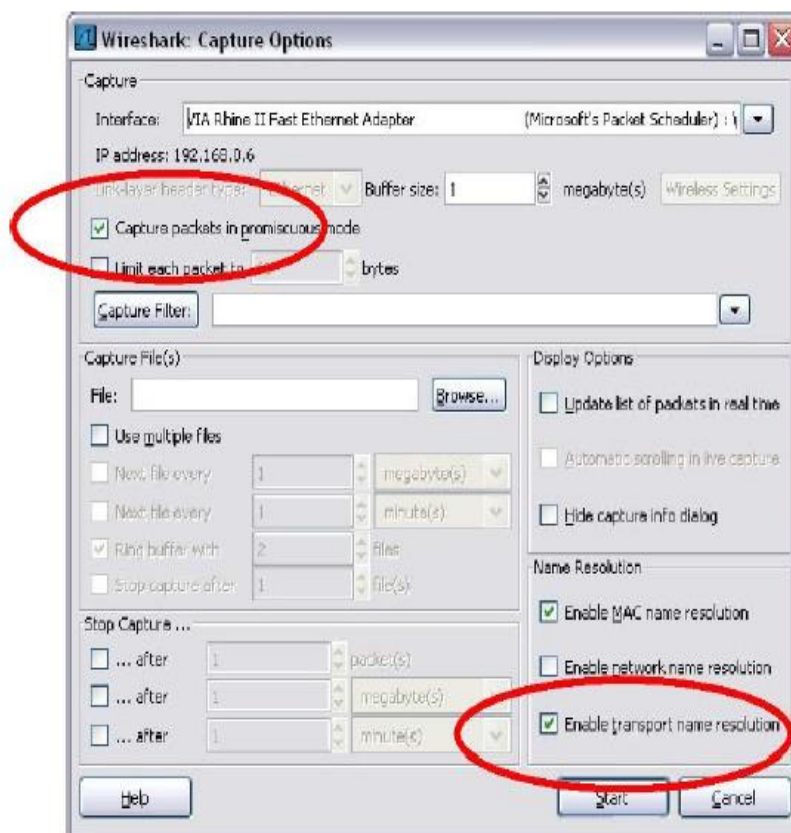 Wireshark: Capture Options
Capture
Interface: VIA Rhine II Fast Ethernet Adapter (Microsoft's Packet Scheduler) : \
IP address: 192.168.0.6
Link-layer header type: Ethernet Buffer size: 1 megabyte(s) Wireless Settings
Capture packets in promiscuous mode
Limit each packet to bytes
Capture Filter:
Capture File(s)
File: Browse...
Use multiple files
Next file every 1 megabyte(s)
Next file every 1 minute(s)
Ring buffer with 2 files
Stop capture after 1 file(s)
Stop Capture ...
... after 1 packet(s)
... after 1 megabyte(s)
... after 1 minute(s)
Display Options
Update list of packets in real time
Automatic scrolling in live capture
Hide capture info dialog
Name Resolution
Enable MAC name resolution
Enable network name resolution
Enable transport name resolution
Help Start Cancel